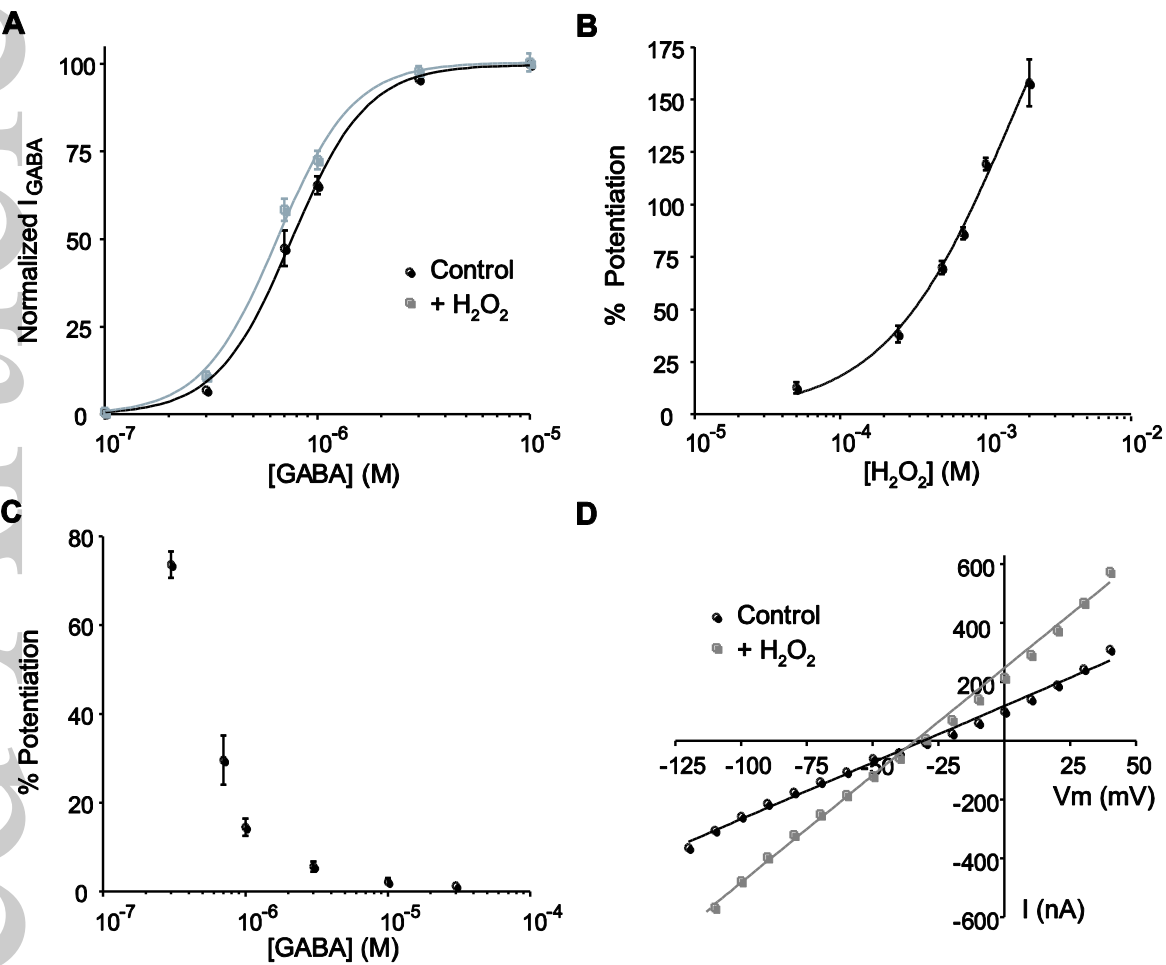 A
Normalized I_GABA
100
75
50
25
0
10⁻⁷
10⁻⁶
10⁻⁵
[GABA] (M)
Control
+ H₂O₂
B
% Potentiation
175
150
125
100
75
50
25
0
10⁻⁵
10⁻⁴
10⁻³
10⁻²
[H₂O₂] (M)
C
% Potentiation
80
60
40
20
0
10⁻⁷
10⁻⁶
10⁻⁵
10⁻⁴
[GABA] (M)
D
Control
+ H₂O₂
600
400
200
-125
-100
-75
-50
-25
25
50
Vm (mV)
-200
-400
-600
I (nA)